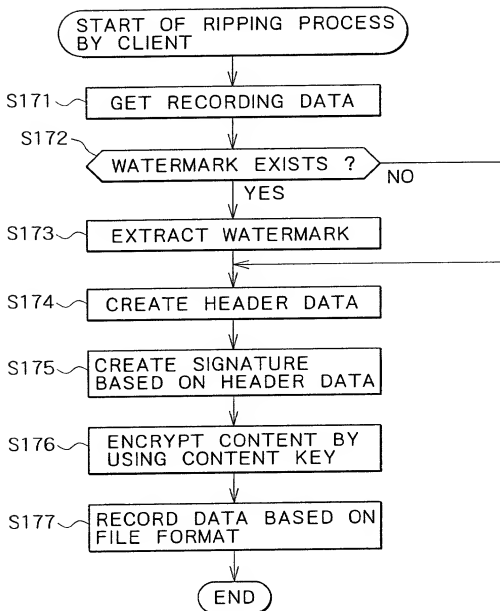 START OF RIPPING PROCESS
BY CLIENT
S171
GET RECORDING DATA
S172
WATERMARK EXISTS ?
NO
YES
S173
EXTRACT WATERMARK
S174
CREATE HEADER DATA
S175
CREATE SIGNATURE
BASED ON HEADER DATA
S176
ENCRYPT CONTENT BY
USING CONTENT KEY
S177
RECORD DATA BASED ON
FILE FORMAT
END